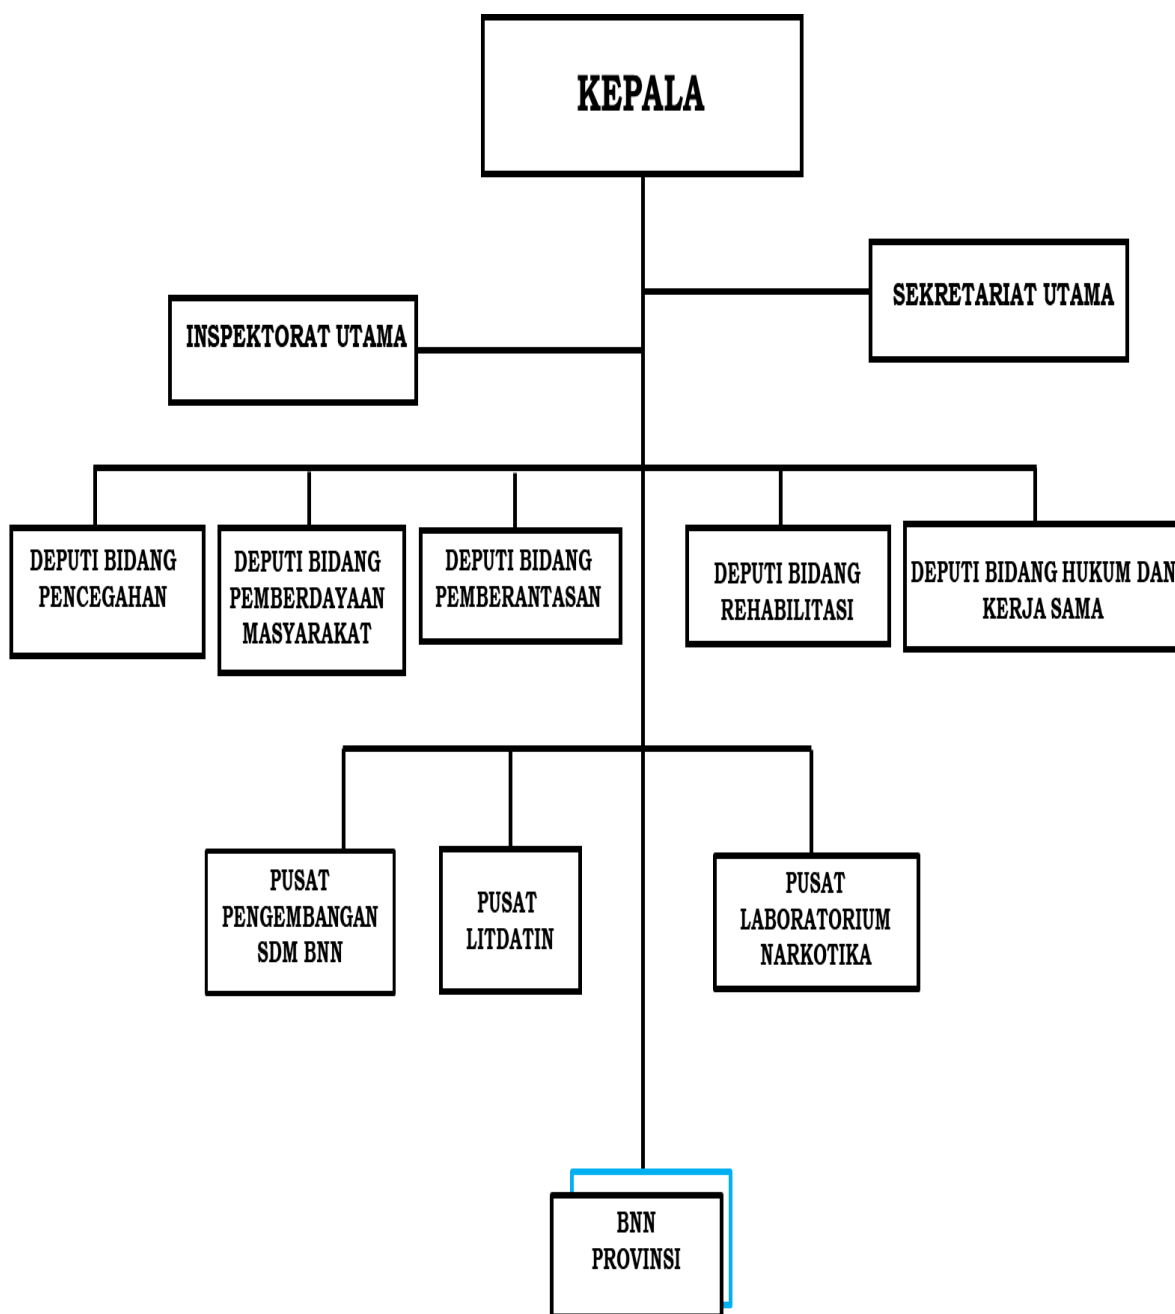 KEPALA
SEKRETARIAT UTAMA
INSPEKTORAT UTAMA
DEPUTI BIDANG
PENCEGAHAN
DEPUTI BIDANG
PEMBERDAYAAN
MASYARAKAT
DEPUTI BIDANG
PEMBERANTASAN
DEPUTI BIDANG
REHABILITASI
DEPUTI BIDANG HUKUM DAN
KERJA SAMA
PUSAT
PENGEMBANGAN
SDM BNN
PUSAT
LITDATIN
PUSAT
LABORATORIUM
NARKOTIKA
BNN
PROVINSI